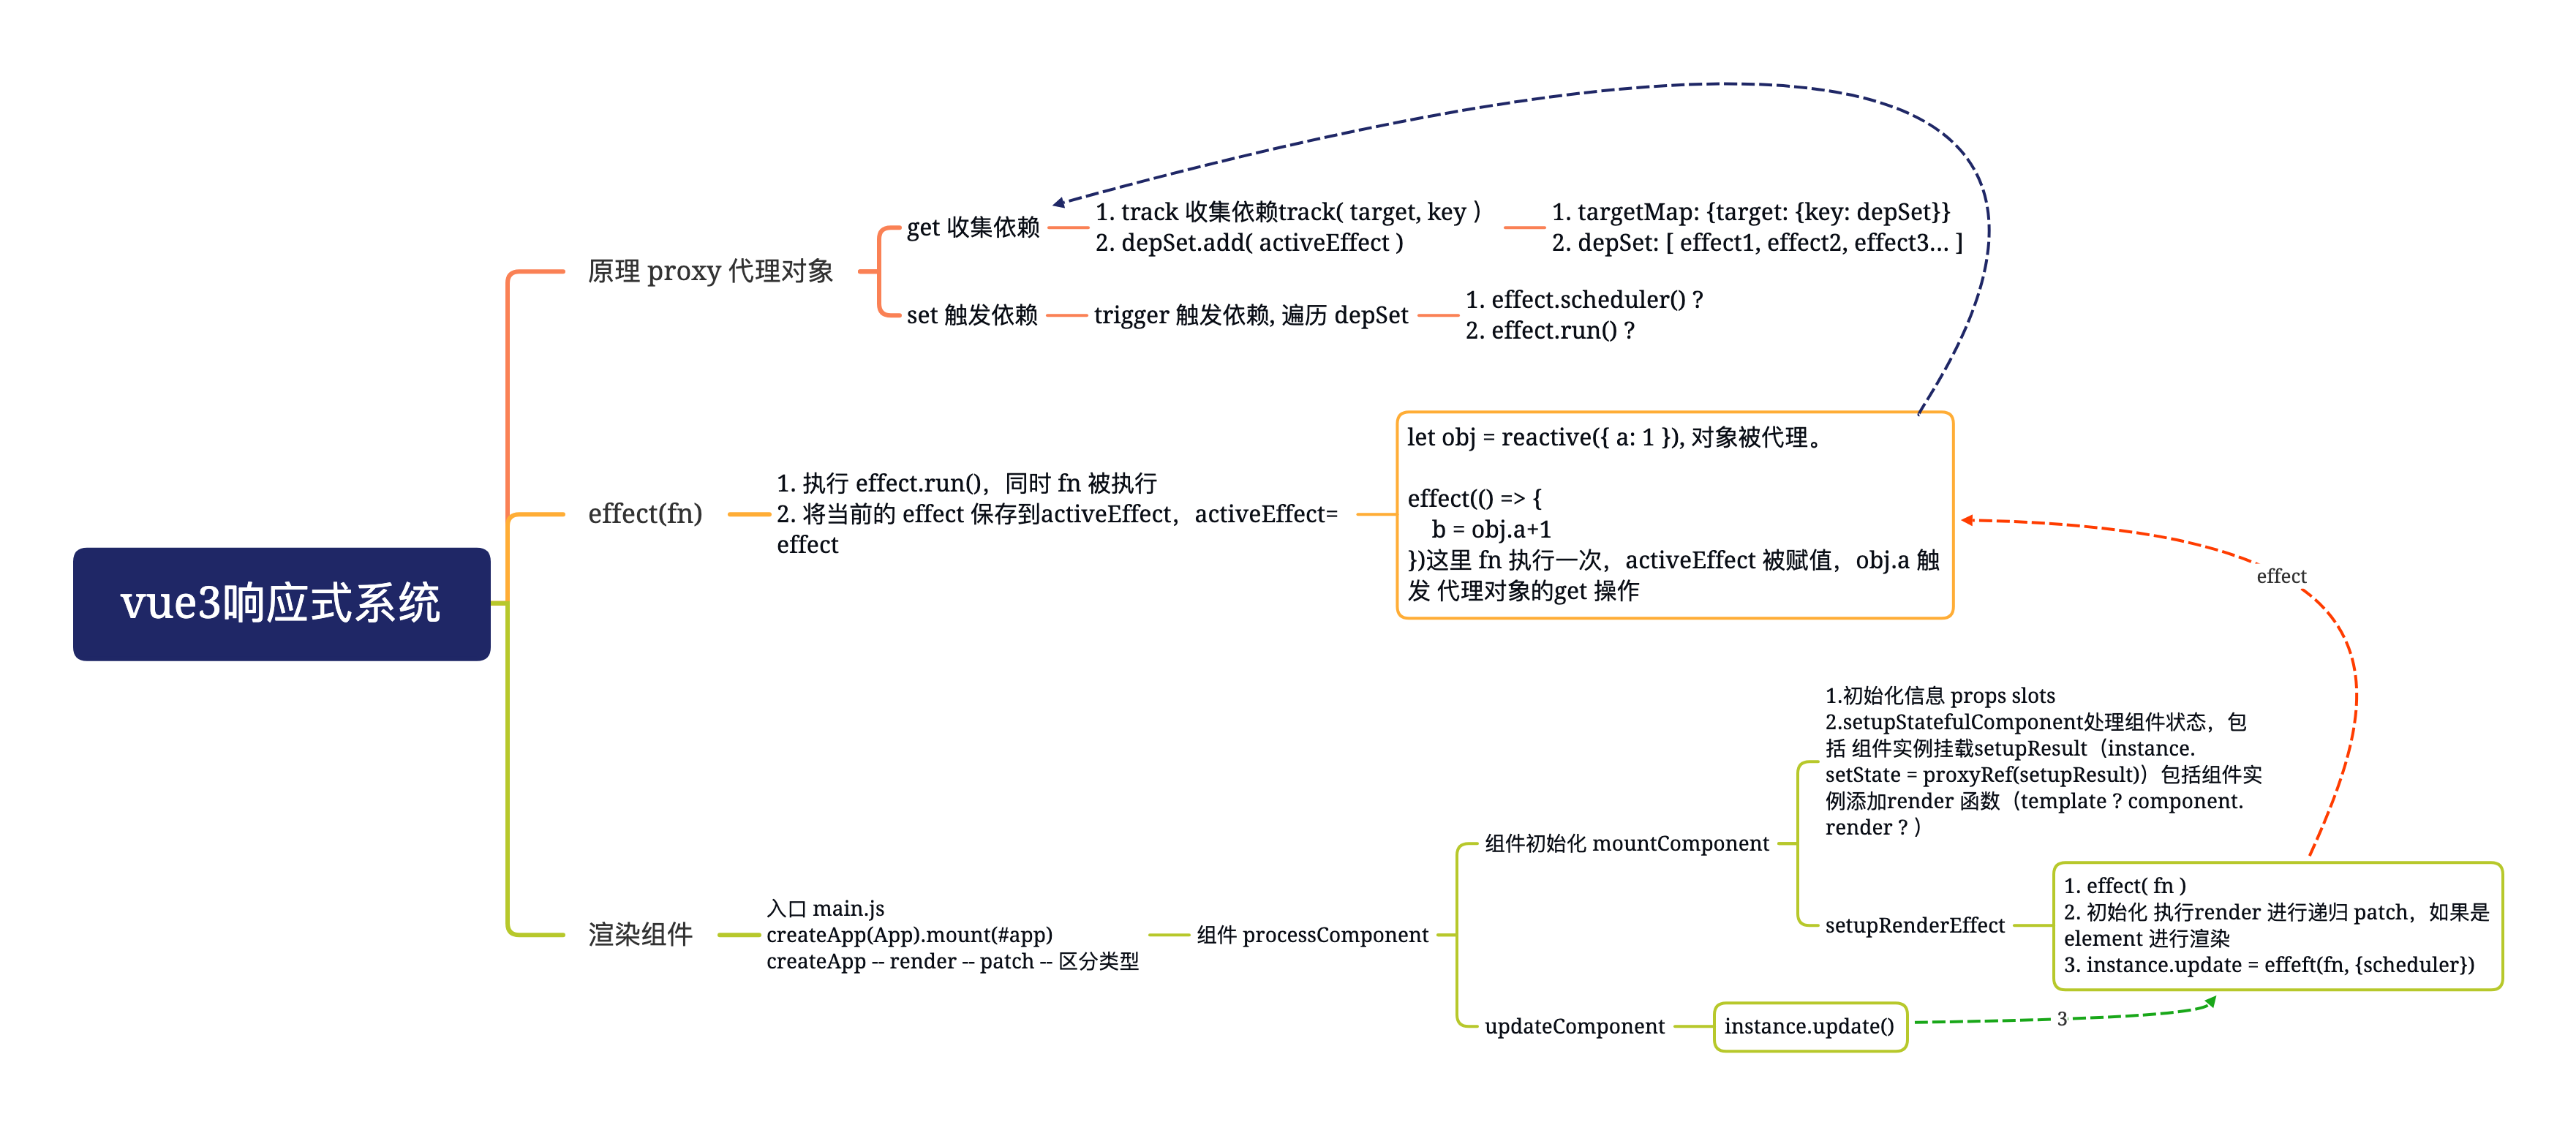 vue3响应式系统
原理 proxy 代理对象
get 收集依赖
1. track 收集依赖track( target, key )
2. depSet.add( activeEffect )
1. targetMap: {target: {key: depSet}}
2. depSet: [ effect1, effect2, effect3... ]
set 触发依赖
trigger 触发依赖, 遍历 depSet
1. effect.scheduler() ?
2. effect.run() ?
effect(fn)
1. 执行 effect.run()，同时 fn 被执行
2. 将当前的 effect 保存到activeEffect，activeEffect=
effect
let obj = reactive({ a: 1 }), 对象被代理。
effect(() => {
b = obj.a+1
})这里 fn 执行一次，activeEffect 被赋值，obj.a 触
发 代理对象的get 操作
effect
渲染组件
入口 main.js
createApp(App).mount(#app)
createApp -- render -- patch -- 区分类型
组件 processComponent
组件初始化 mountComponent
1.初始化信息 props slots
2.setupStatefulComponent处理组件状态，包
括 组件实例挂载setupResult（instance.
setState = proxyRef(setupResult)）包括组件实
例添加render 函数（template ? component.
render ? ）
setupRenderEffect
1. effect( fn )
2. 初始化 执行render 进行递归 patch，如果是
element 进行渲染
3. instance.update = effeft(fn, {scheduler})
updateComponent
instance.update()
3